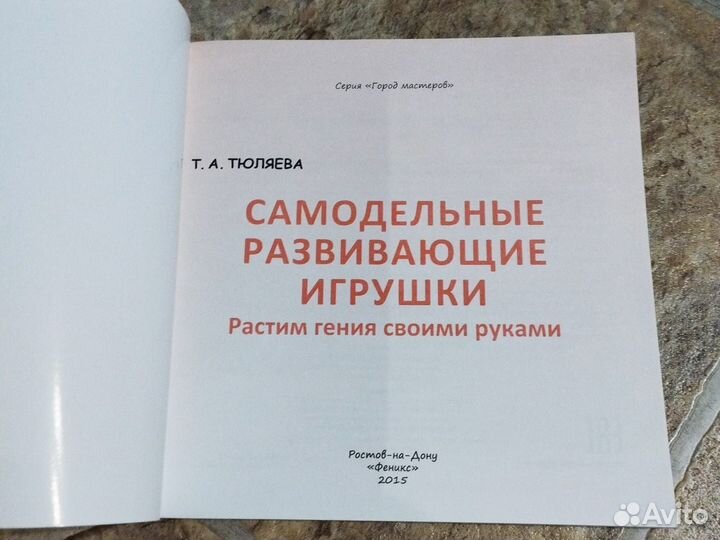 Серия «Город мастеров»
Т. А. ТЮЛЯЕВА
САМОДЕЛЬНЫЕ
РАЗВИВАЮЩИЕ
ИГРУШКИ
Растим гения своими руками
Ростов-на-Дону
«Феникс»
2015
Avito